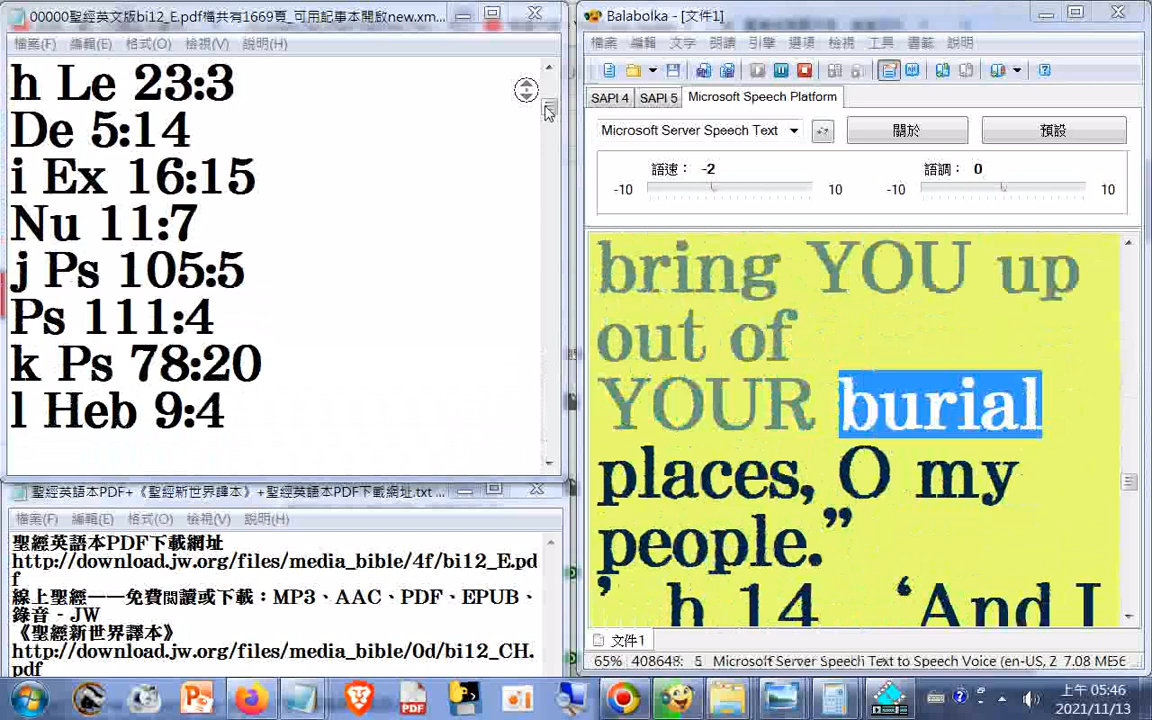 00000聖經英文版bi12_E.pdf檔共有1669頁_可用記事本開啟new.xm...
檔案(F) 編輯(E) 格式(O) 檢視(V) 說明(H)
h Le 23:3
De 5:14
i Ex 16:15
Nu 11:7
j Ps 105:5
Ps 111:4
k Ps 78:20
l Heb 9:4
聖經英語本PDF+《聖經新世界譯本》+聖經英語本PDF下載網址.txt ...
檔案(F) 編輯(E) 格式(O) 檢視(V) 說明(H)
聖經英語本PDF下載網址
http://download.jw.org/files/media_bible/4f/bi12_E.pd
f
線上聖經——免費閱讀或下載：MP3、AAC、PDF、EPUB、
錄音 - JW
《聖經新世界譯本》
http://download.jw.org/files/media_bible/0d/bi12_CH.
pdf
Balabolka - [文件1]
檔案 編輯 文字 朗讀 引擎 選項 檢視 工具 書籤 說明
SAPI 4 SAPI 5 Microsoft Speech Platform
Microsoft Server Speech Text 關於 預設
語速： -2 語調： 0
-10 10 -10 10
bring YOU up
out of
YOUR burial
places, O my
people.”
’ h 14 ‘And I
文件1
65% 408648: 5 Microsoft Server Speech Text to Speech Voice (en-US, Z 7.08 МБ
上午 05:46
2021/11/13